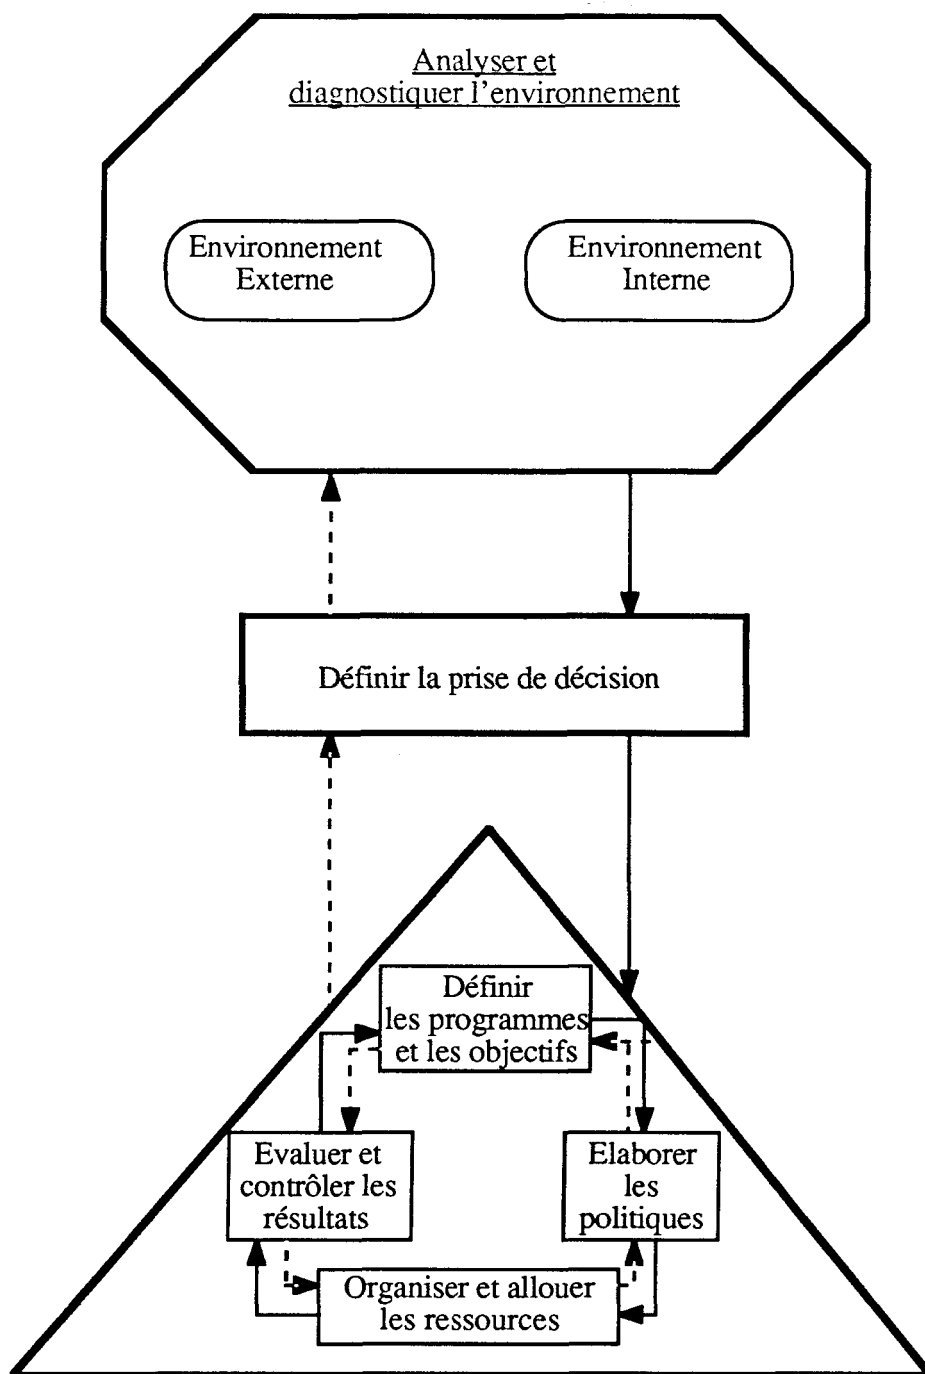 Analyser et
diagnostiquer l'environnement
Environnement
Externe
Environnement
Interne
Définir la prise de décision
Définir
les programmes
et les objectifs
Evaluer et
contrôler les
résultats
Elaborer
les
politiques
Organiser et allouer
les ressources